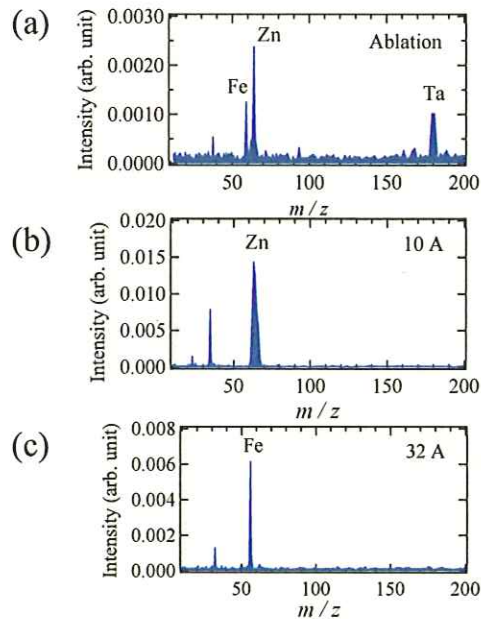 (a)
Intensity (arb. unit)
0.0030
0.0020
0.0010
0.0000
Fe
Zn
Ablation
Ta
50
100
150
200
m / z
(b)
Intensity (arb. unit)
0.020
0.015
0.010
0.005
0.000
Zn
10 A
50
100
150
200
m / z
(c)
Intensity (arb. unit)
0.008
0.006
0.004
0.002
0.000
Fe
32 A
50
100
150
200
m / z